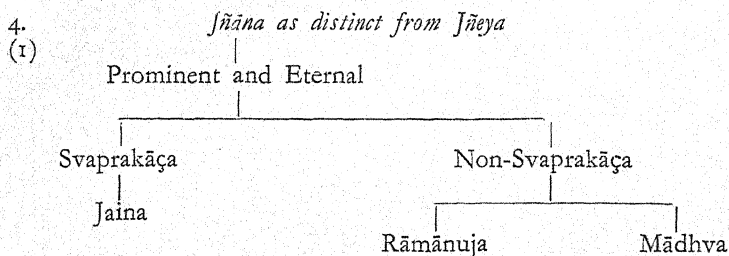 4. Jñāna as distinct from Jñeya
(1)
Prominent and Eternal
Svaprakāça Non-Svaprakāça
Jaina
Rāmānuja Mādhva